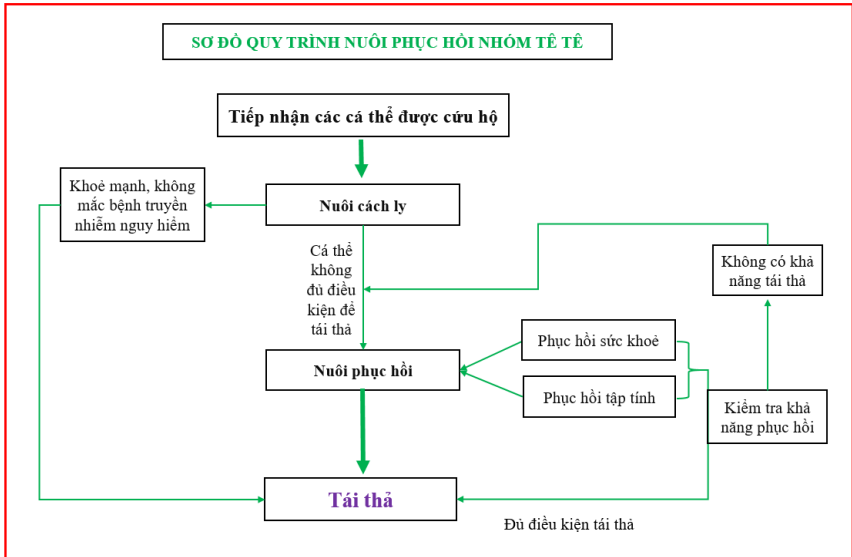 SƠ ĐỒ QUY TRÌNH NUÔI PHỤC HỒI NHÓM TÊ TÊ
Tiếp nhận các cá thể được cứu hộ
Khoẻ mạnh, không
mắc bệnh truyền
nhiễm nguy hiểm
Nuôi cách ly
Cá thể
không
đủ điều
kiện để
tái thả
Không có khả
năng tái thả
Phục hồi sức khoẻ
Nuôi phục hồi
Phục hồi tập tính
Kiểm tra khả
năng phục hồi
Tái thả
Đủ điều kiện tái thả